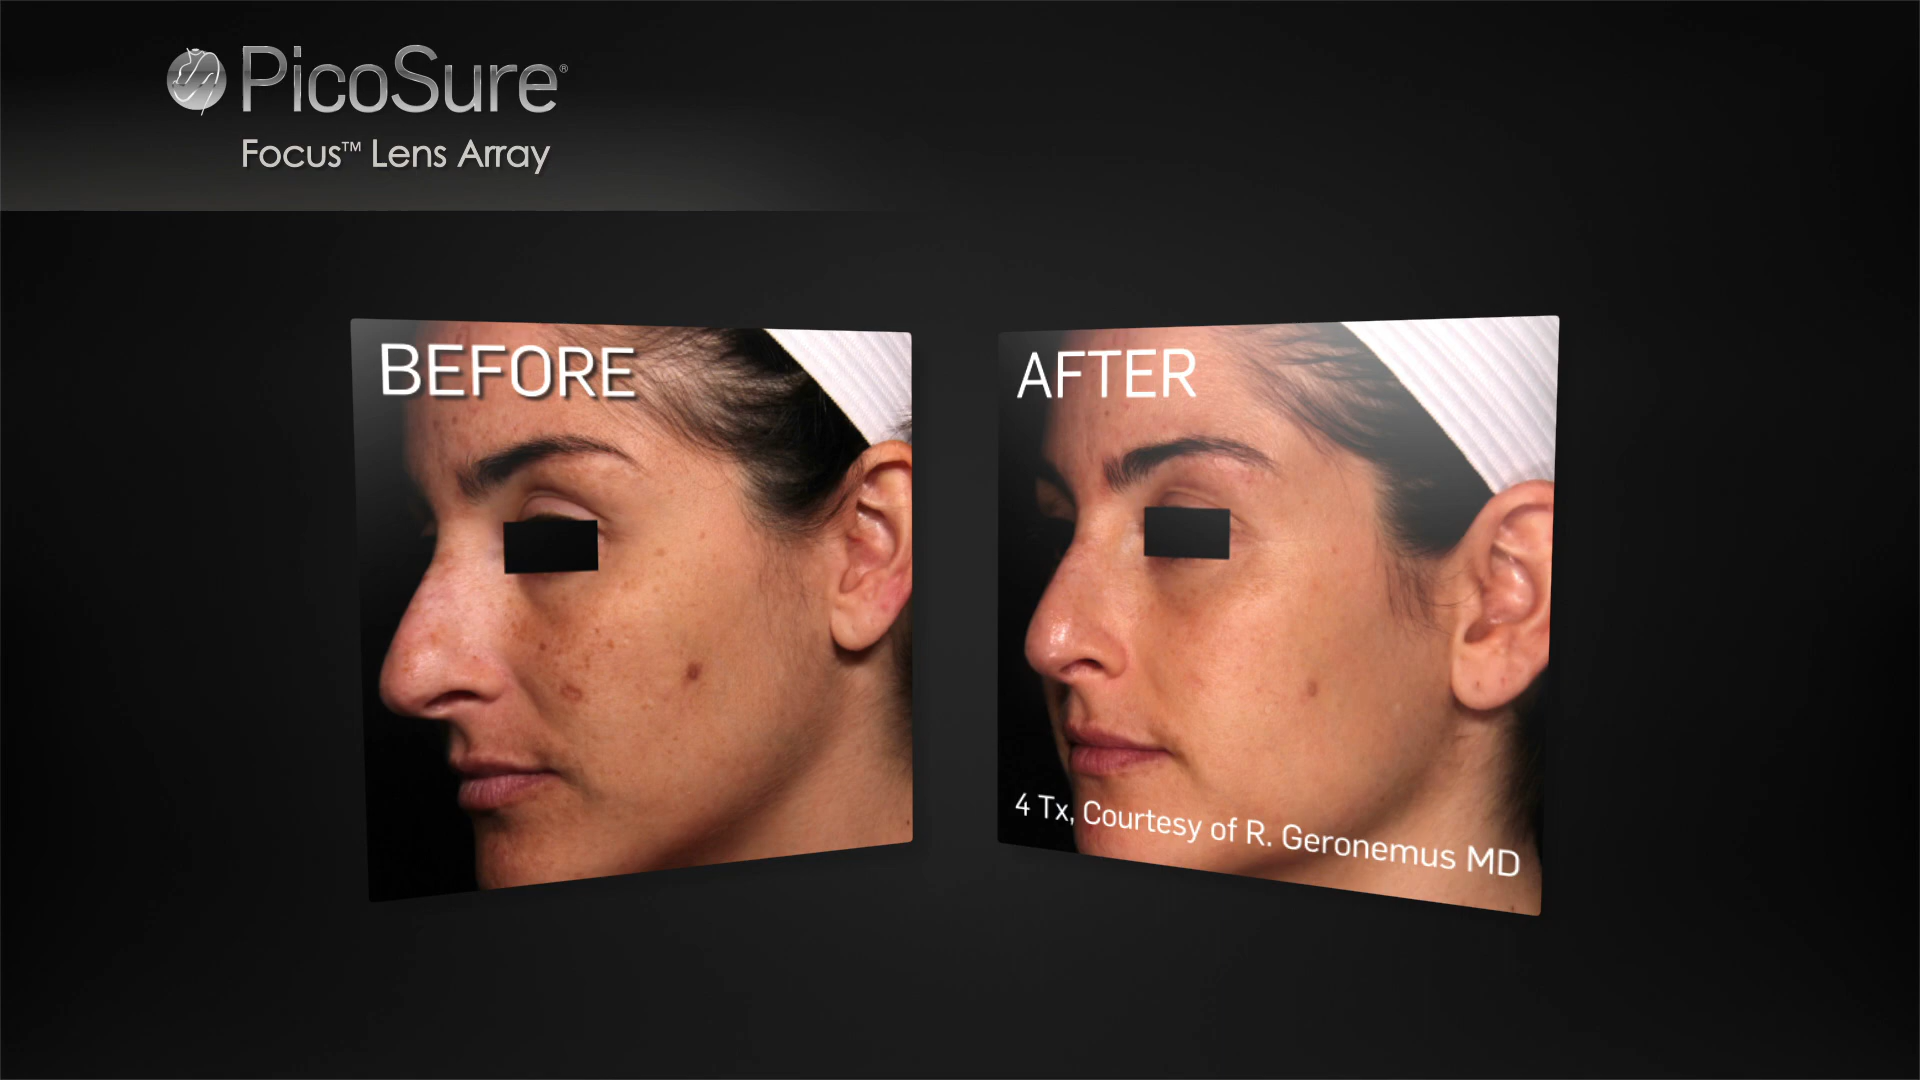 PicoSure®
Focus™ Lens Array
BEFORE
AFTER
4 Tx, Courtesy of R. Geronemus MD